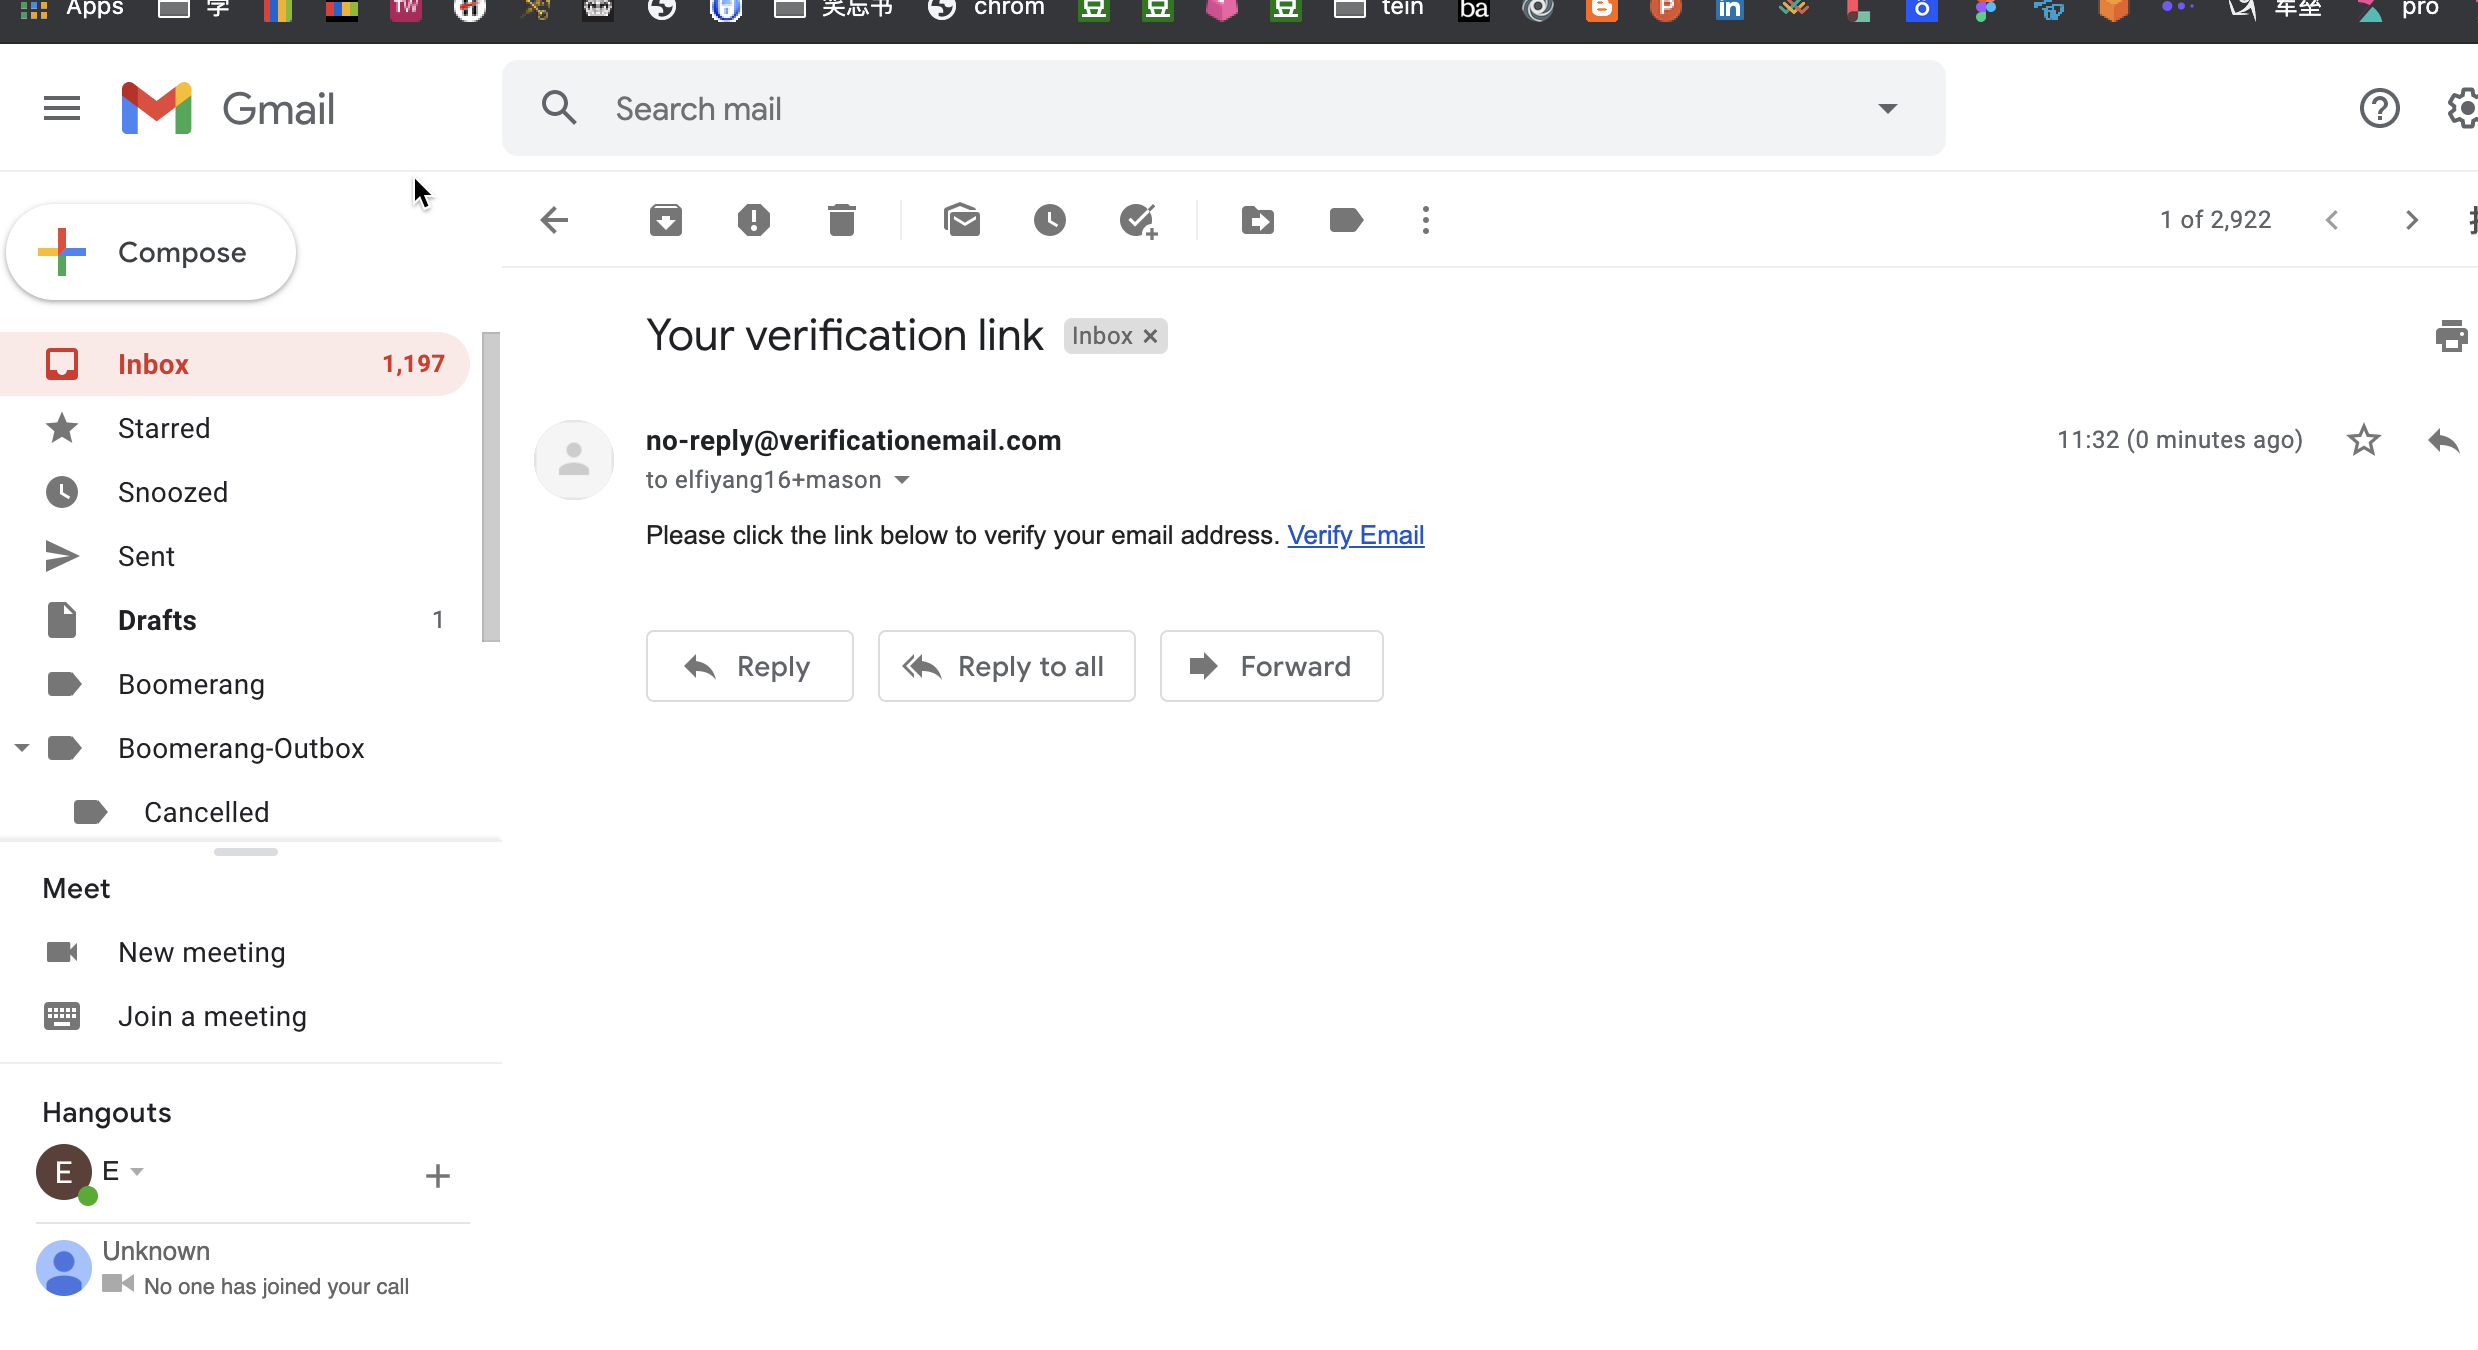 Apps
学
TW
笑忘书
chrom
豆
豆
豆
tein
ba
P
in
pro
Gmail
Search mail
Compose
1 of 2,922
Your verification link
Inbox ×
Inbox 1,197
Starred
Snoozed
Sent
Drafts 1
Boomerang
Boomerang-Outbox
Cancelled
no-reply@verificationemail.com
11:32 (0 minutes ago)
to elfiyang16+mason
Please click the link below to verify your email address. Verify Email
Reply
Reply to all
Forward
Meet
New meeting
Join a meeting
Hangouts
E
E
Unknown
No one has joined your call